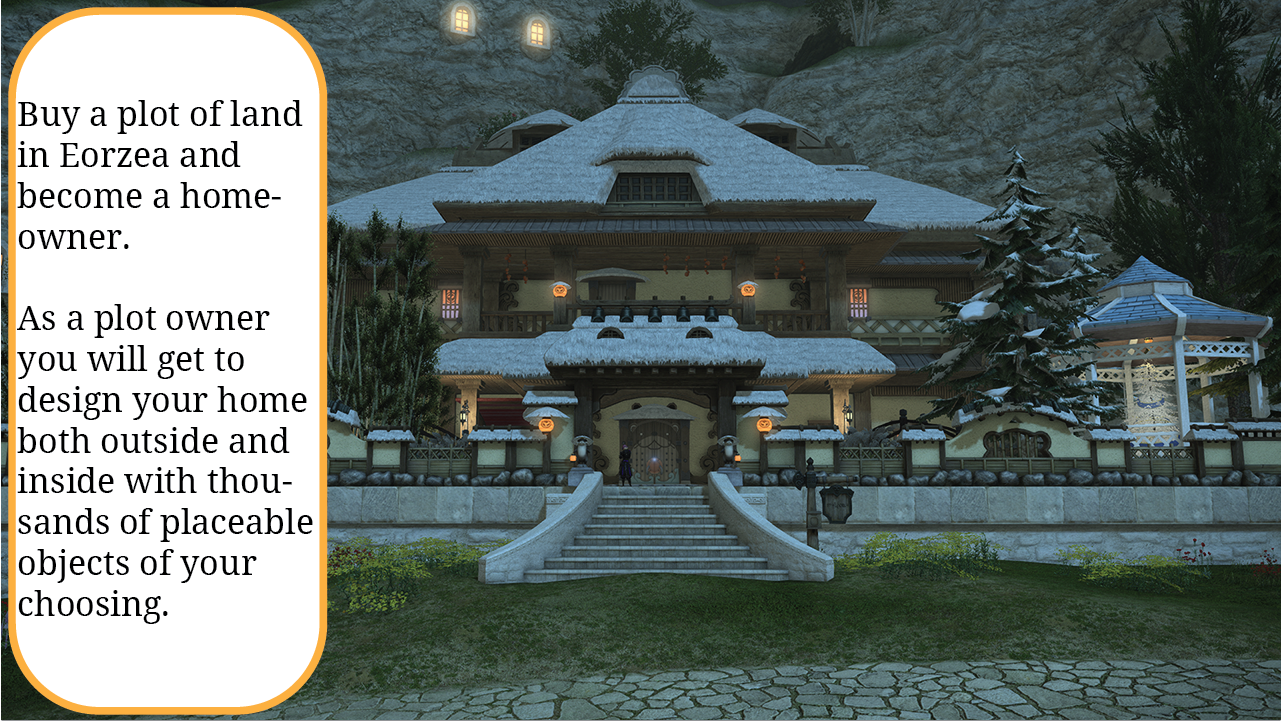 Buy a plot of land
in Eorzea and
become a home-
owner.
As a plot owner
you will get to
design your home
both outside and
inside with thou-
sands of placeable
objects of your
choosing.